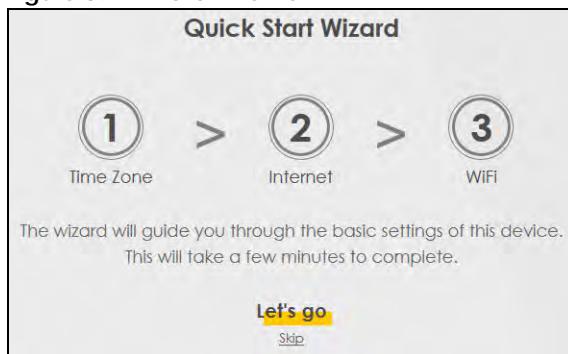 Quick Start Wizard
1 > 2 > 3
Time Zone Internet WiFi
The wizard will guide you through the basic settings of this device.
This will take a few minutes to complete.
Let's go
Skip